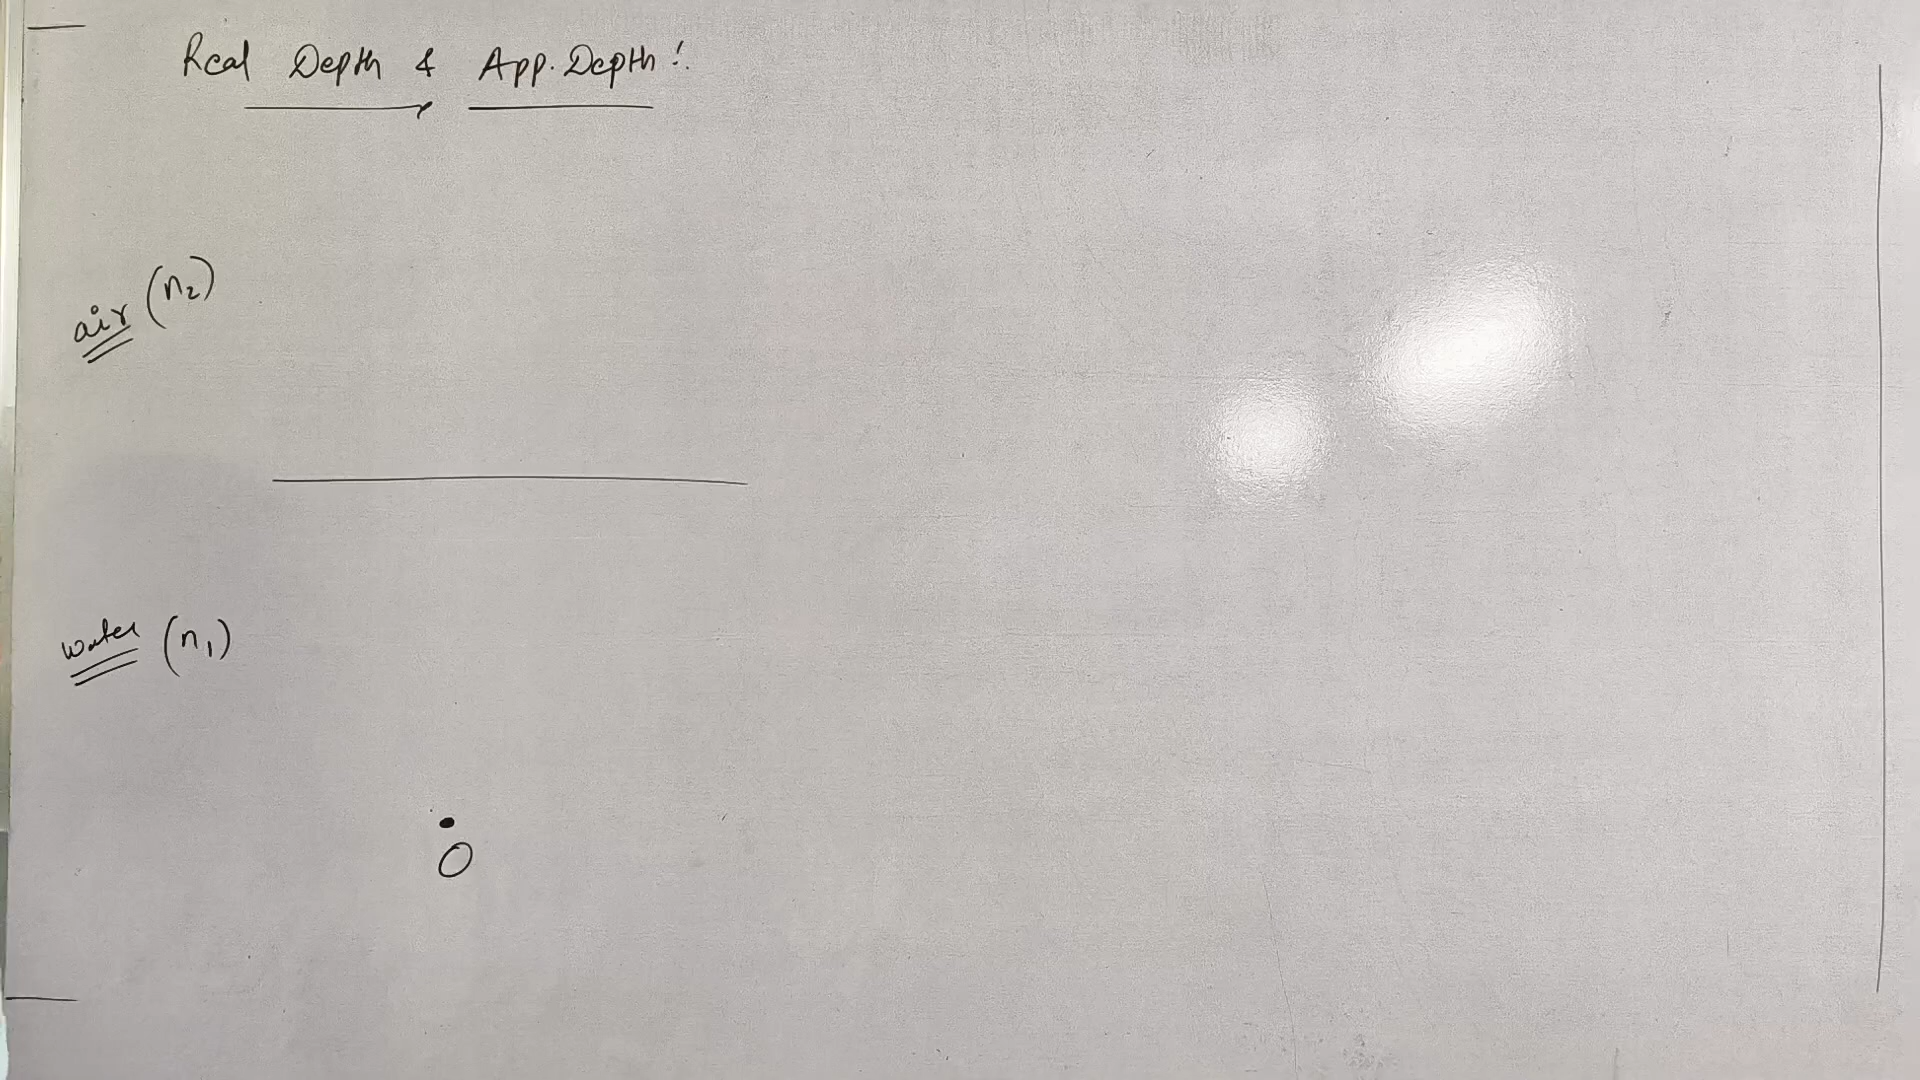 Real Depth & App. Depth :
air (n₂)
water (n₁)
O